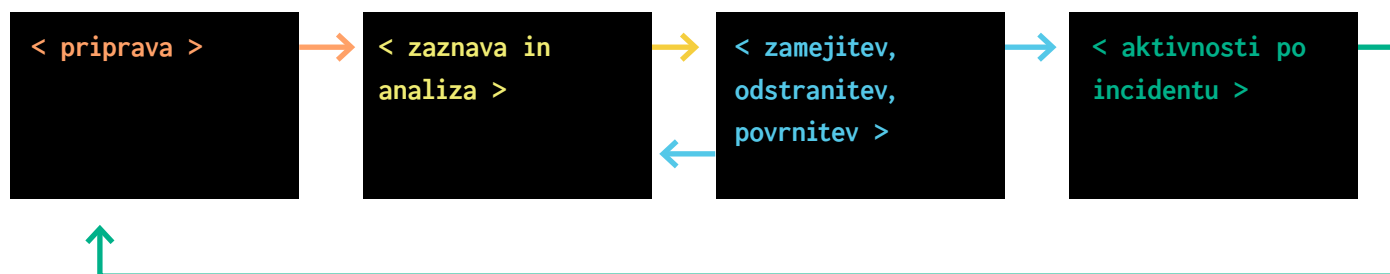 < priprava >
< zaznava in
analiza >
< zamejitev,
odstranitev,
povrnitev >
< aktivnosti po
incidentu >